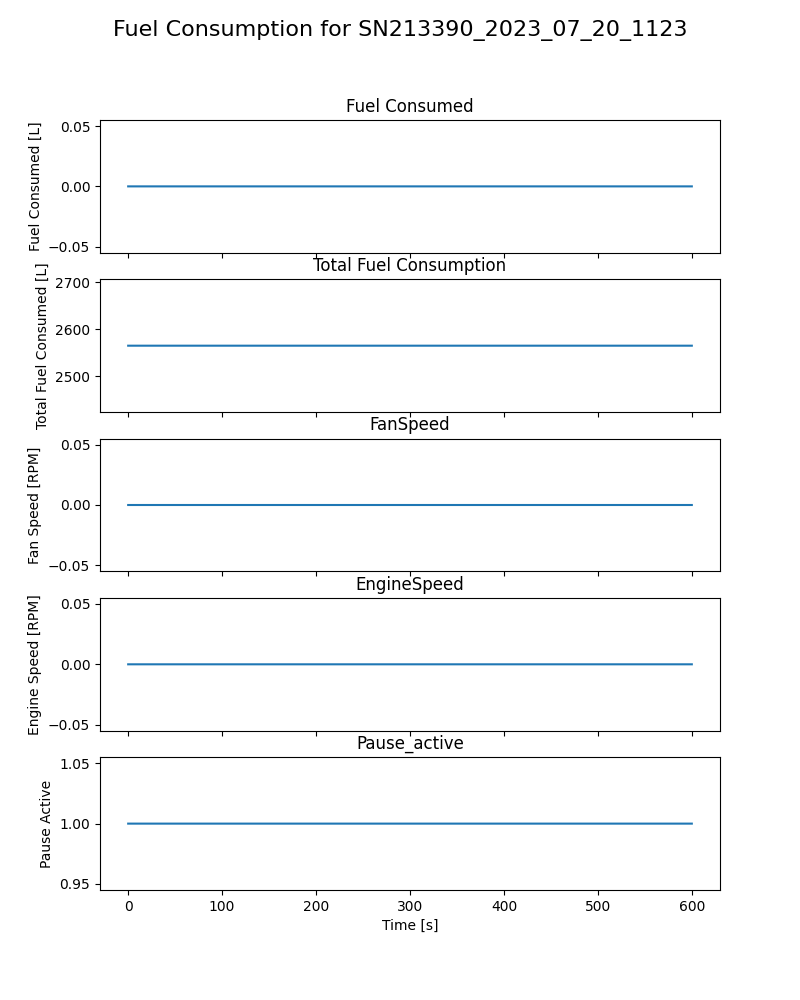 Fuel Consumption for SN213390_2023_07_20_1123
Fuel Consumed
Fuel Consumed [L]
0.05
0.00
−0.05
Total Fuel Consumption
Total Fuel Consumed [L]
2700
2600
2500
FanSpeed
Fan Speed [RPM]
0.05
0.00
−0.05
EngineSpeed
Engine Speed [RPM]
0.05
0.00
−0.05
Pause_active
Pause Active
1.05
1.00
0.95
0 100 200 300 400 500 600
Time [s]